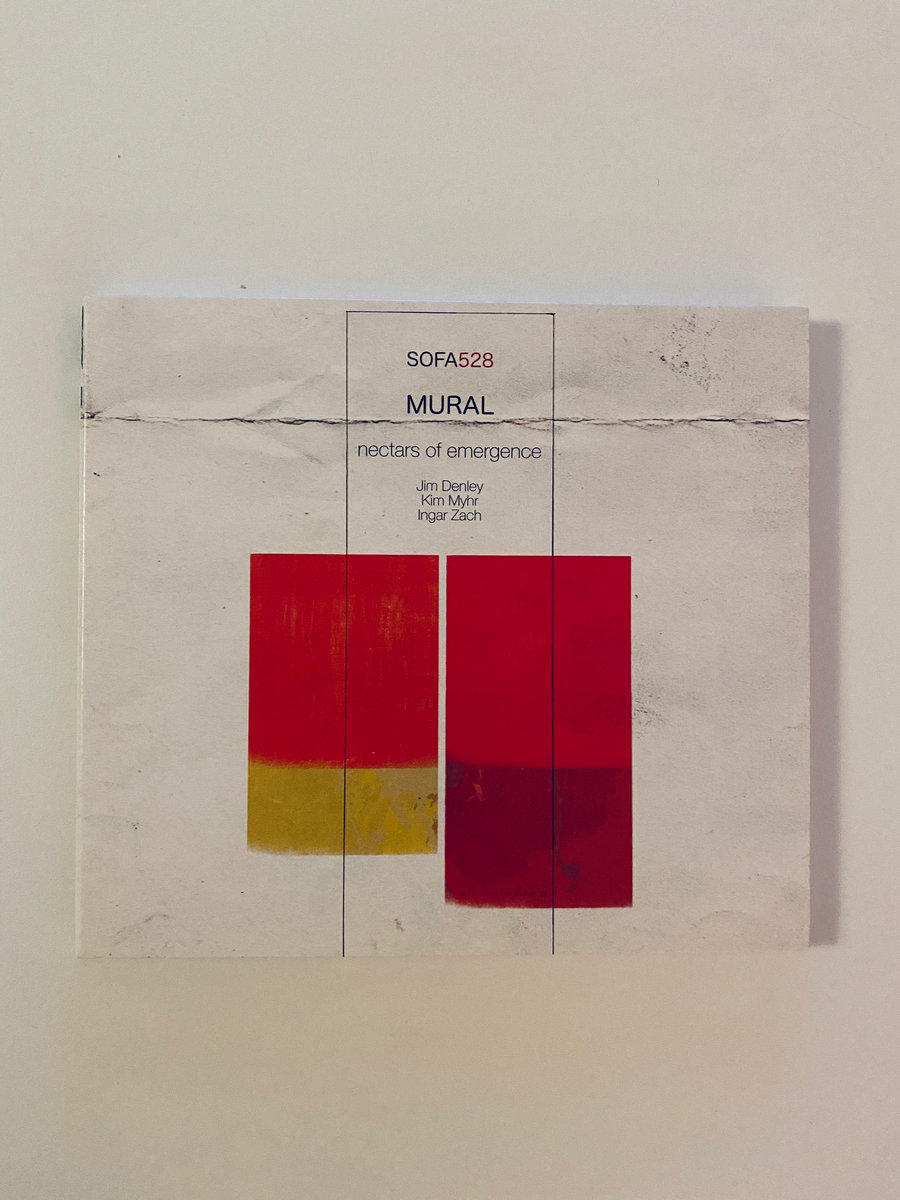 SOFA528
MURAL
nectars of emergence
Jim Denley
Kim Myhr
Ingar Zach